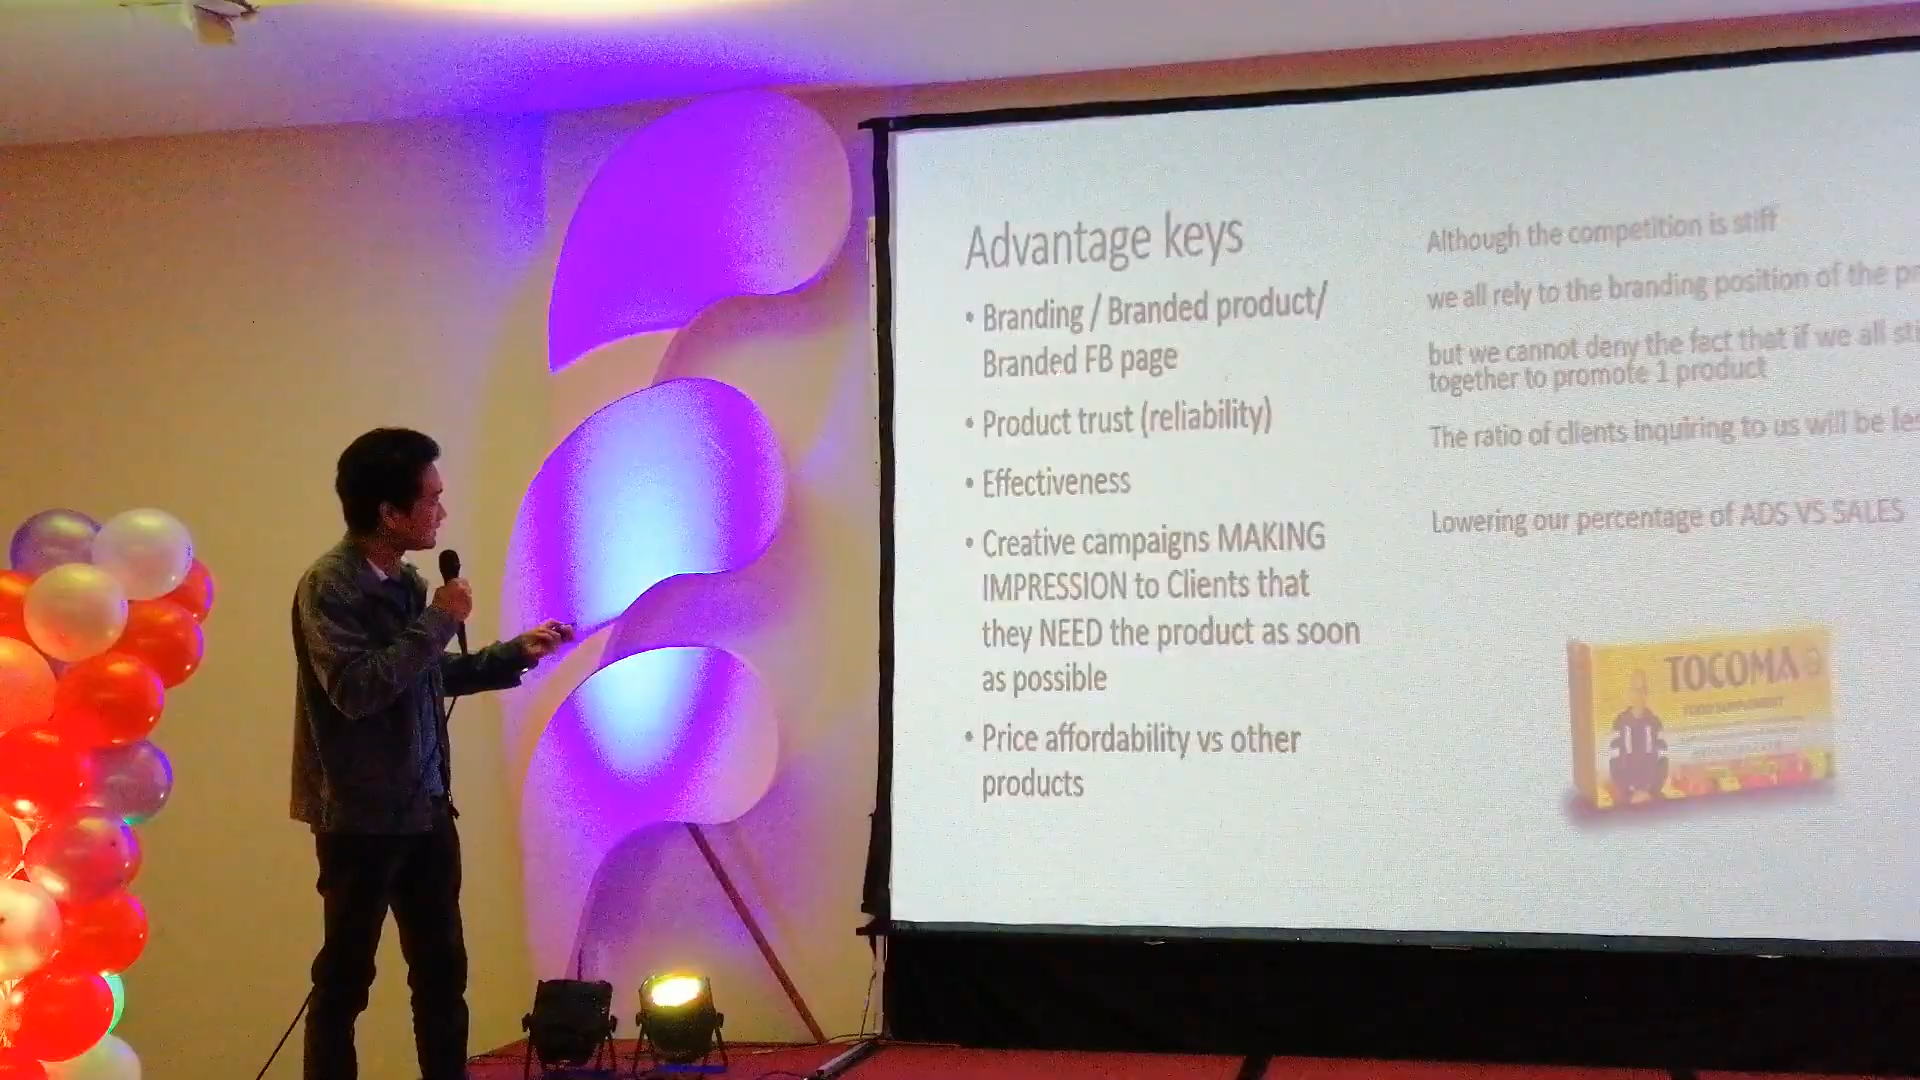 Advantage keys
• Branding / Branded product/
Branded FB page
• Product trust (reliability)
• Effectiveness
• Creative campaigns MAKING
IMPRESSION to Clients that
they NEED the product as soon
as possible
• Price affordability vs other
products
Although the competition is stiff
we all rely to the branding position of the
but we cannot deny the fact that if we all
together to promote 1 product
The ratio of clients inquiring to us will be
Lowering our percentage of ADS VS SALES
TOCOMA
FOOD SUPPLEMENT